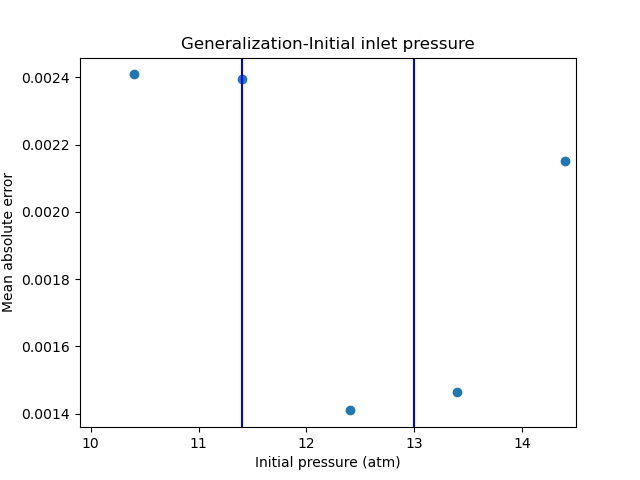 Generalization-Initial inlet pressure
Mean absolute error
0.0024
0.0022
0.0020
0.0018
0.0016
0.0014
10 11 12 13 14
Initial pressure (atm)